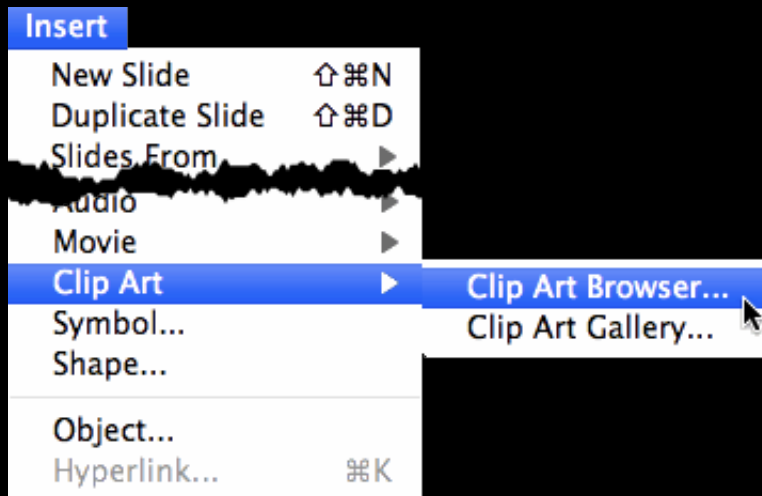 Insert
New Slide ⇧⌘N
Duplicate Slide ⇧⌘D
Slides From
Audio
Movie
Clip Art
Clip Art Browser...
Clip Art Gallery...
Symbol...
Shape...
Object...
Hyperlink... ⌘K